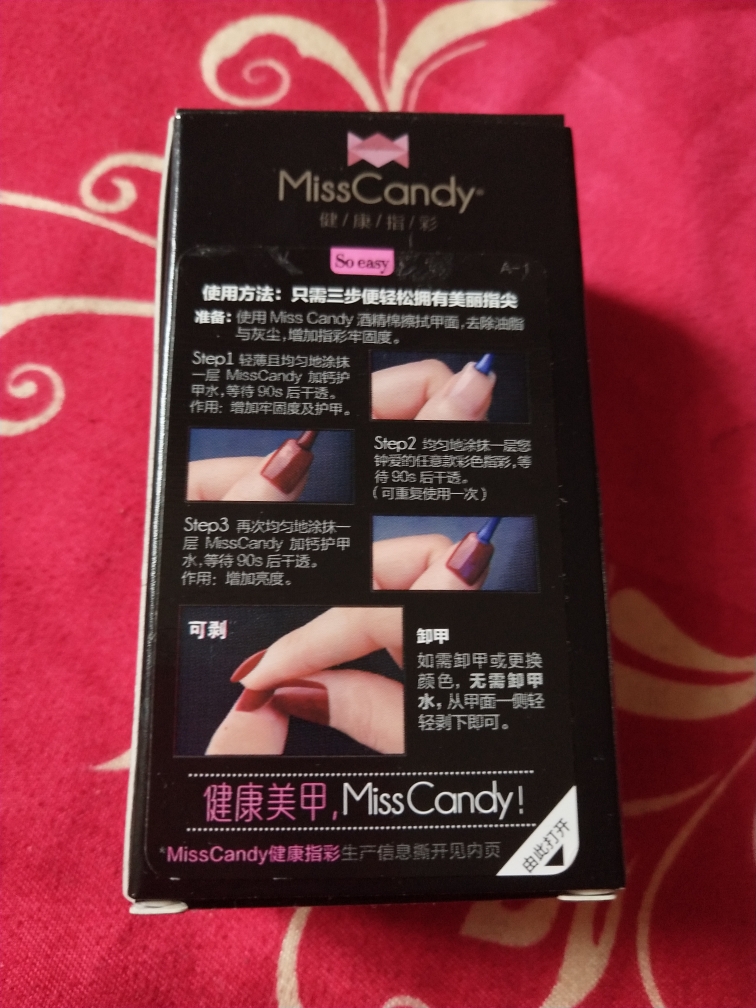 MissCandy
健/康/指/彩
So easy
A-1
使用方法：只需三步便轻松拥有美丽指尖
准备：使用 Miss Candy 酒精棉擦拭甲面，去除油脂
与灰尘，增加指彩牢固度。
Step1 轻薄且均匀地涂抹
一层 MissCandy 加钙护
甲水，等待 90s 后干透。
作用：增加牢固度及护甲。
Step2 均匀地涂抹一层您
钟爱的任意款彩色指彩，等
待 90s 后干透。
（可重复使用一次）
Step3 再次均匀地涂抹一
层 MissCandy 加钙护甲
水，等待 90s 后干透。
作用：增加亮度。
可剥
卸甲
如需卸甲或更换
颜色，无需卸甲
水，从甲面一侧轻
轻剥下即可。
健康美甲，MissCandy！
*MissCandy健康指彩生产信息撕开见内页
由此打开